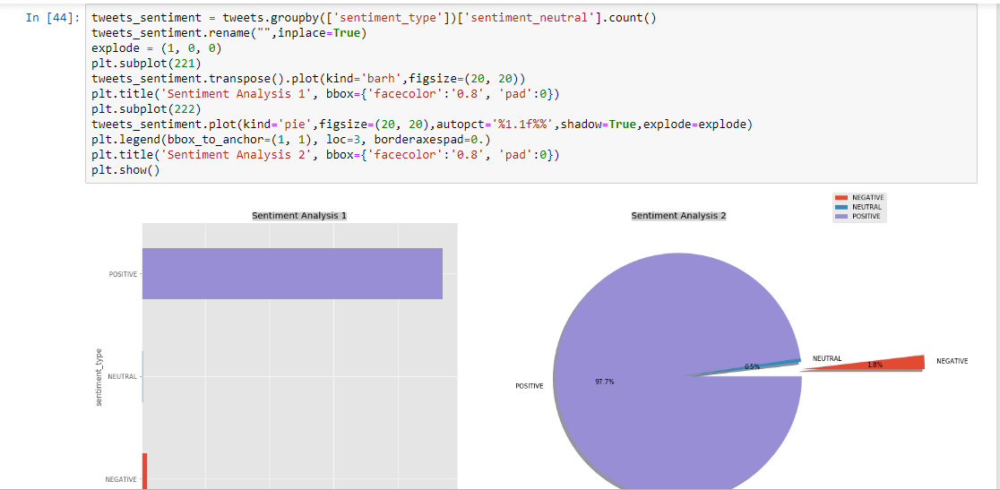 In [44]:
tweets_sentiment = tweets.groupby(['sentiment_type'])['sentiment_neutral'].count()
tweets_sentiment.rename("",inplace=True)
explode = (1, 0, 0)
plt.subplot(221)
tweets_sentiment.transpose().plot(kind='barh',figsize=(20, 20))
plt.title('Sentiment Analysis 1', bbox={'facecolor':'0.8', 'pad':0})
plt.subplot(222)
tweets_sentiment.plot(kind='pie',figsize=(20, 20),autopct='%1.1f%%',shadow=True,explode=explode)
plt.legend(bbox_to_anchor=(1, 1), loc=3, borderaxespad=0.)
plt.title('Sentiment Analysis 2', bbox={'facecolor':'0.8', 'pad':0})
plt.show()
Sentiment Analysis 1
POSITIVE
NEUTRAL
NEGATIVE
sentiment_type
Sentiment Analysis 2
NEGATIVE
NEUTRAL
POSITIVE
NEUTRAL
NEGATIVE
0.5%
1.8%
POSITIVE
97.7%